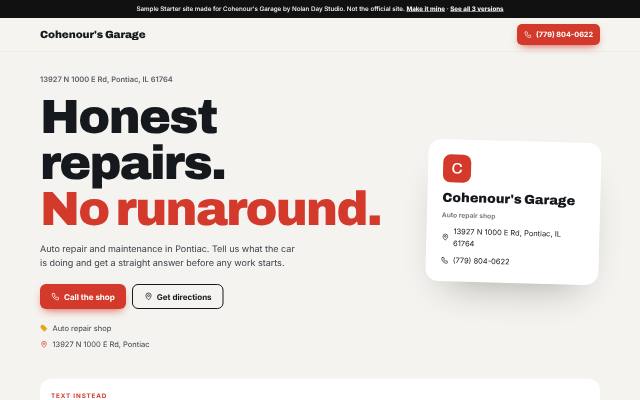 Sample Starter site made for Cohenour's Garage by Nolan Day Studio. Not the official site. Make it mine · See all 3 versions
Cohenour's Garage
(779) 804-0622
13927 N 1000 E Rd, Pontiac, IL 61764
Honest
repairs.
No runaround.
Auto repair and maintenance in Pontiac. Tell us what the car
is doing and get a straight answer before any work starts.
Call the shop
Get directions
Auto repair shop
13927 N 1000 E Rd, Pontiac
C
Cohenour's Garage
Auto repair shop
13927 N 1000 E Rd, Pontiac, IL
61764
(779) 804-0622
TEXT INSTEAD